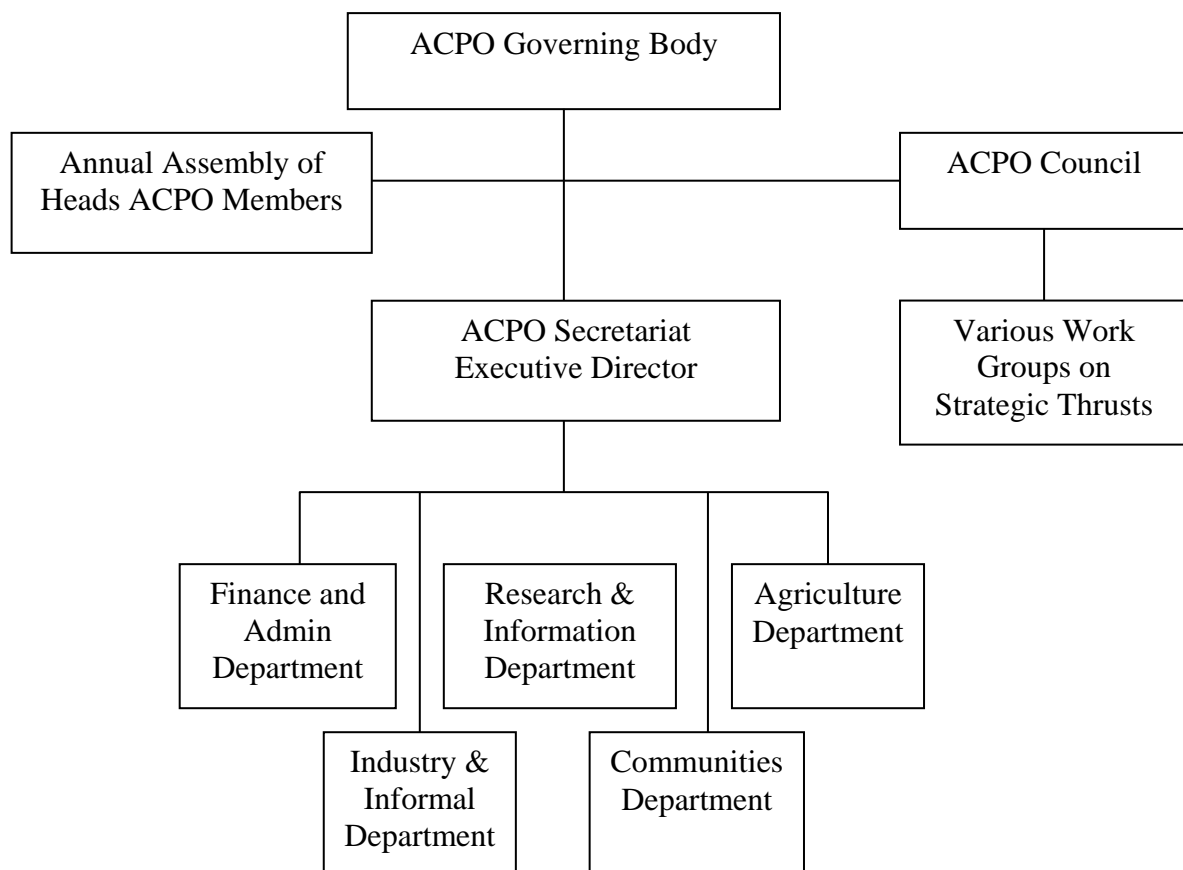 ACPO Governing Body
Annual Assembly of
Heads ACPO Members
ACPO Council
ACPO Secretariat
Executive Director
Various Work
Groups on
Strategic Thrusts
Finance and
Admin
Department
Research &
Information
Department
Agriculture
Department
Industry &
Informal
Department
Communities
Department